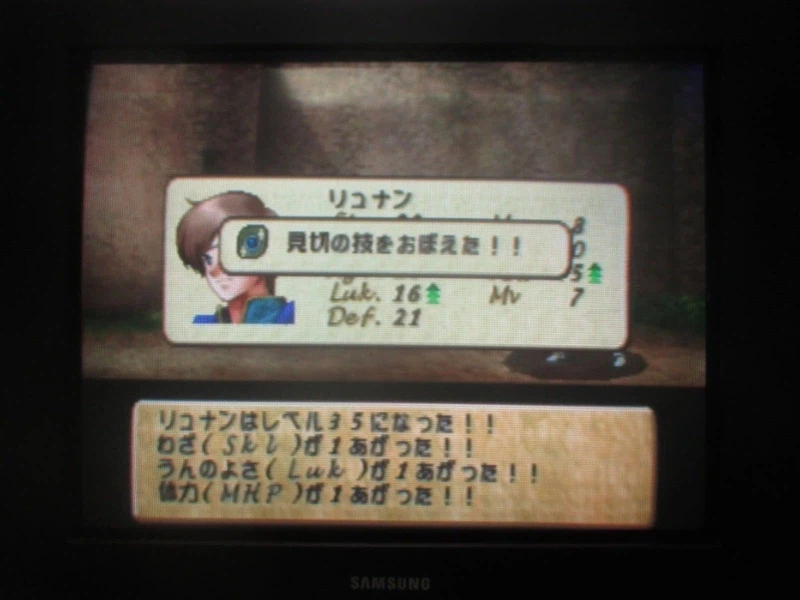 リュナン
8
見切の技をおぼえた！！
0
5
Luk. 16
Mv 7
Def. 21
リュナンはレベル35になった！！
わざ(Skl)が1あがった！！
うんのよさ(Luk)が1あがった！！
体力(MHP)が1あがった！！
SAMSUNG